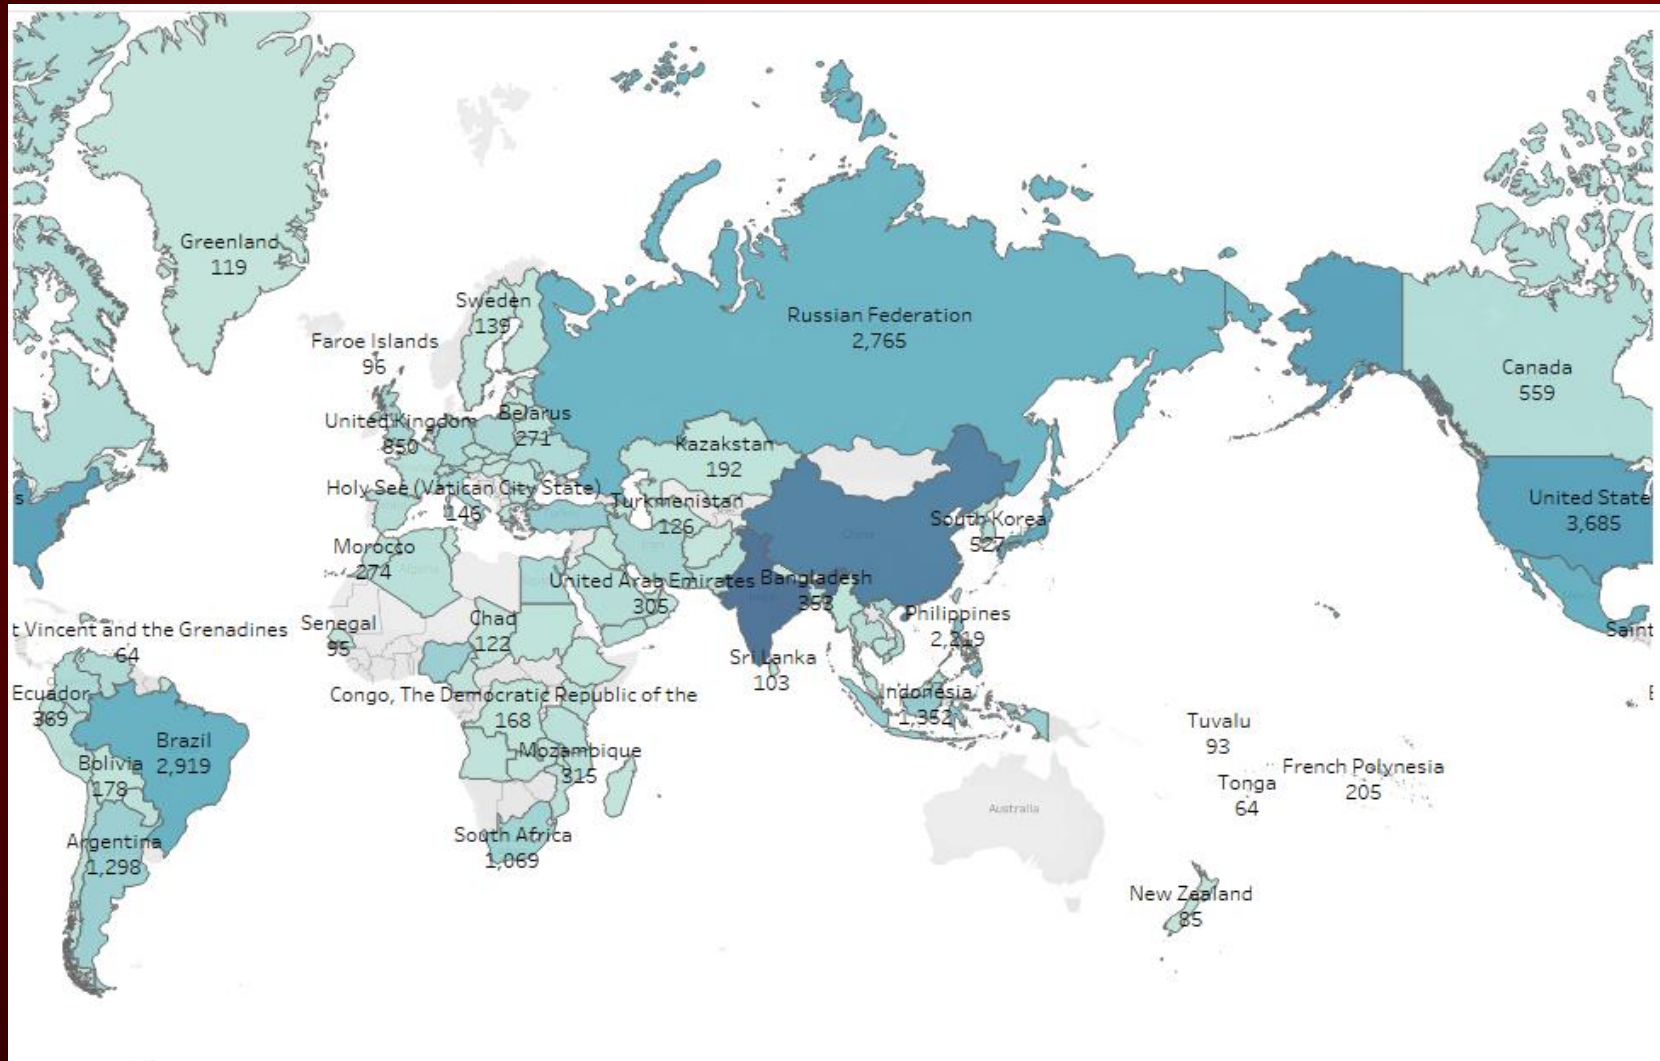 Greenland
119
Sweden
139
Russian Federation
2,765
Faroe Islands
96
Canada
559
United Kingdom
850
Belarus
271
Kazakstan
192
Holy See (Vatican City State)
146
Turkmenistan
126
s
United State
3,685
South Korea
527
China
Morocco
274
Algeria
United Arab Emirates
305
Bangladesh
353
Philippines
2,219
t Vincent and the Grenadines
64
Senegal
95
Chad
122
Saint
Sri Lanka
103
Ecuador
369
Congo, The Democratic Republic of the
168
Indonesia
1,352
Brazil
2,919
Tuvalu
93
Bolivia
178
Mozambique
315
French Polynesia
205
Tonga
64
Australia
Argentina
1,298
South Africa
1,069
New Zealand
85